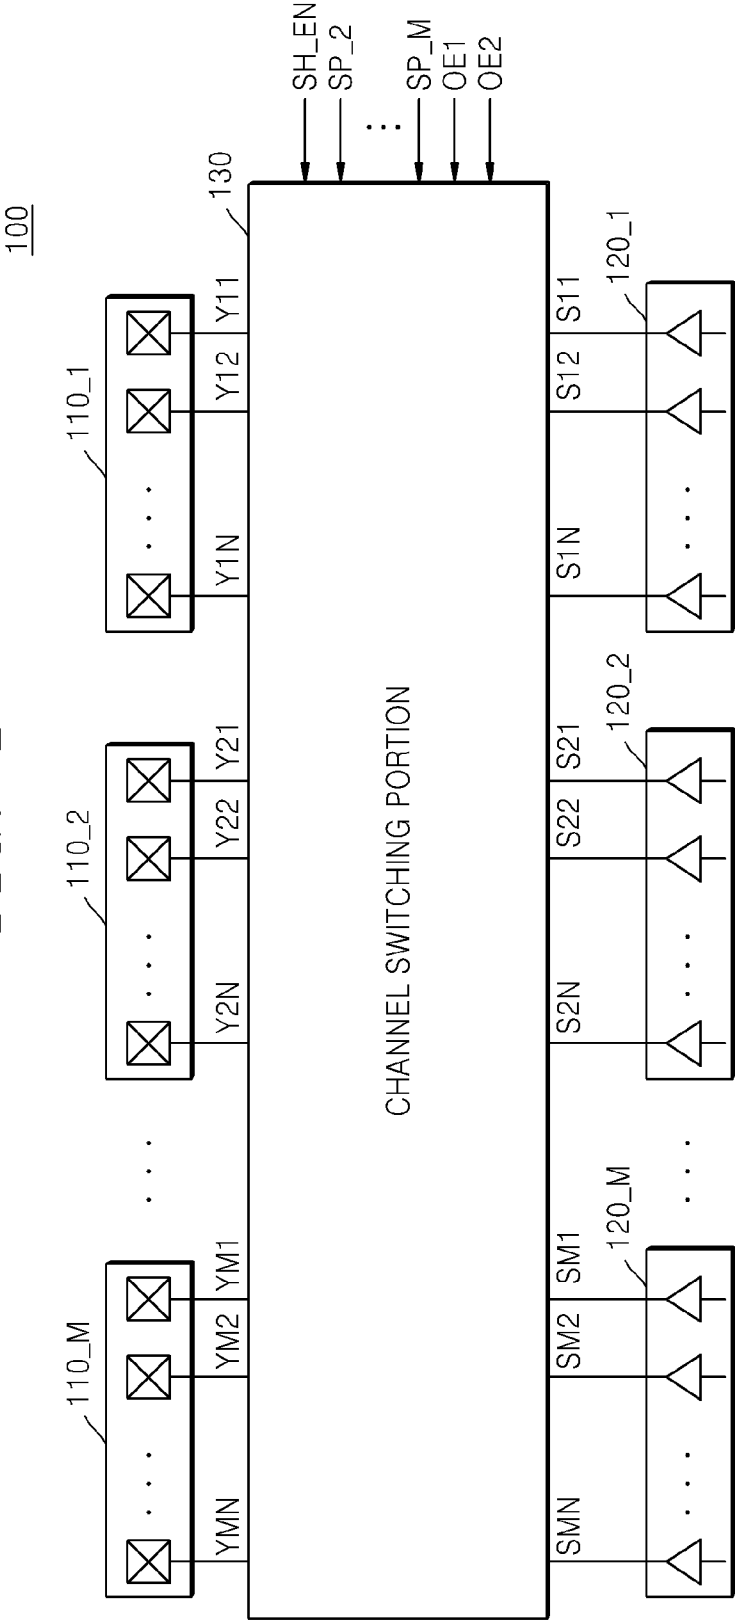 100
110_M
110_2
110_1
YMN
YM2
YM1
Y2N
Y22
Y21
Y1N
Y12
Y11
130
CHANNEL SWITCHING PORTION
SH_EN
SP_2
SP_M
OE1
OE2
SMN
SM2
SM1
S2N
S22
S21
S1N
S12
S11
120_M
120_2
120_1